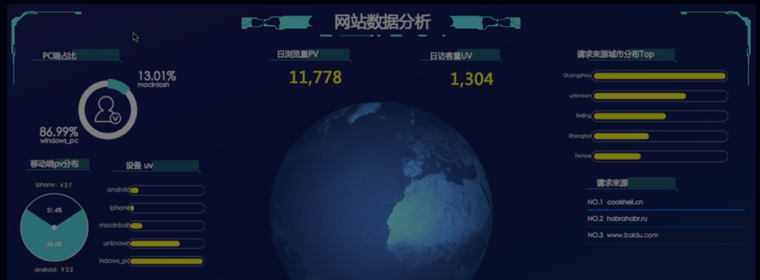 网站数据分析
PC端占比
13.01%
macintosh
86.99%
windows_pc
日浏览量PV
11,778
日访客量UV
1,304
请求来源城市分布Top
Guangzhou
unknown
Beijing
Shanghai
Tempe
移动端pv分布
iphone: 427
31.4%
68.6%
android: 932
设备 uv
android
iphone
macintosh
unknown
indows_pc
请求来源
NO.1 coolshell.cn
NO.2 habrahabr.ru
NO.3 www.baidu.com